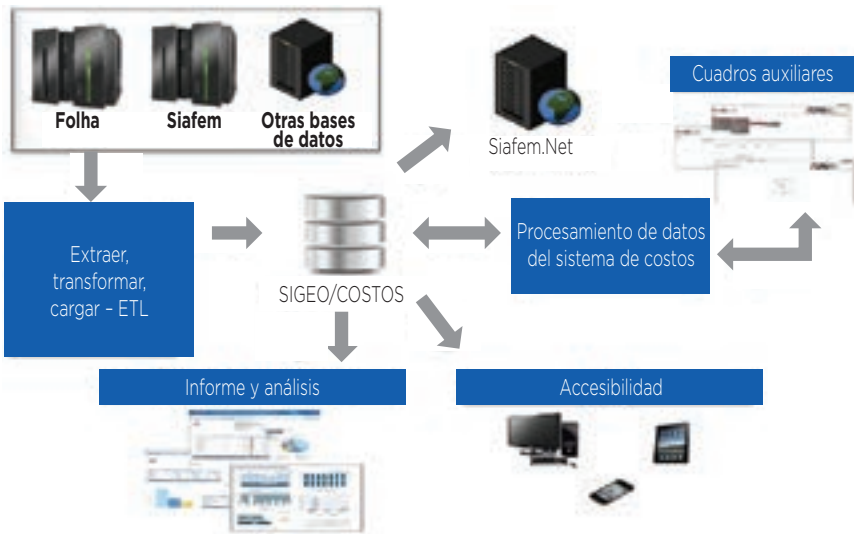 Folha
Siafem
Otras bases
de datos
Siafem.Net
Cuadros auxiliares
Extraer,
transformar,
cargar – ETL
SIGEO/COSTOS
Procesamiento de datos
del sistema de costos
Informe y análisis
Accesibilidad